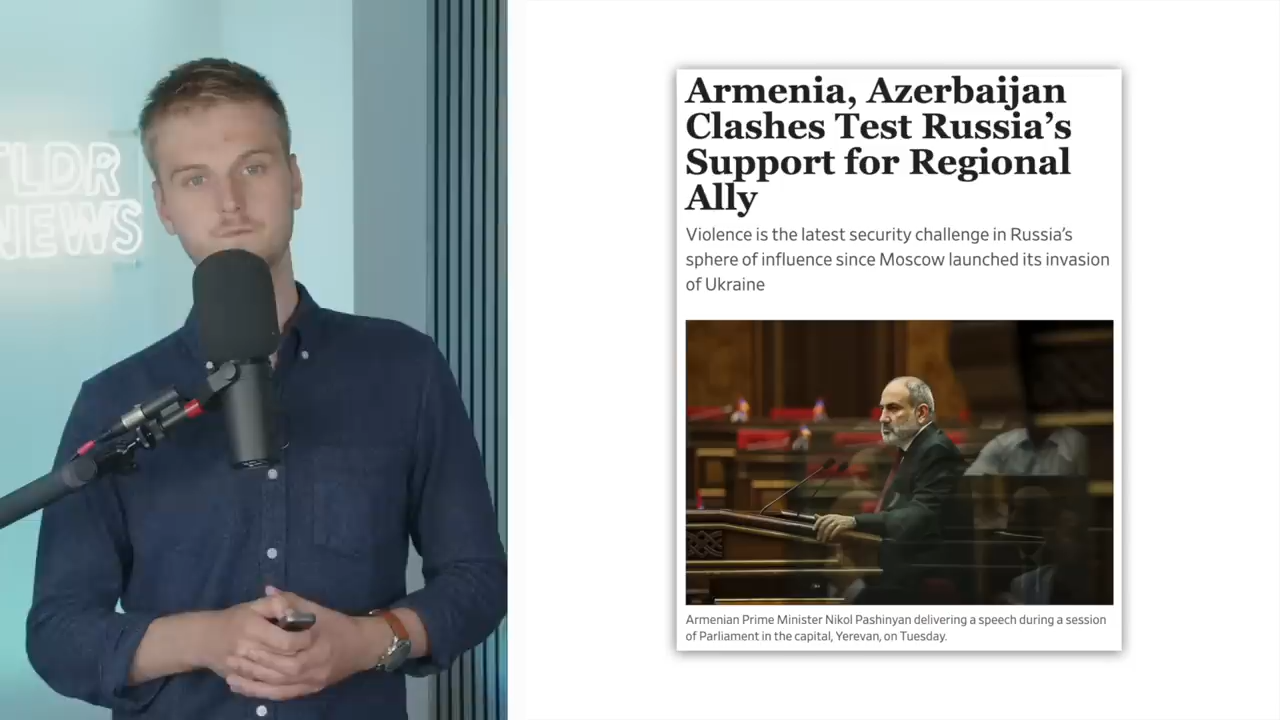 TLDR
NEWS
Armenia, Azerbaijan
Clashes Test Russia’s
Support for Regional
Ally
Violence is the latest security challenge in Russia’s
sphere of influence since Moscow launched its invasion
of Ukraine
Armenian Prime Minister Nikol Pashinyan delivering a speech during a session
of Parliament in the capital, Yerevan, on Tuesday.